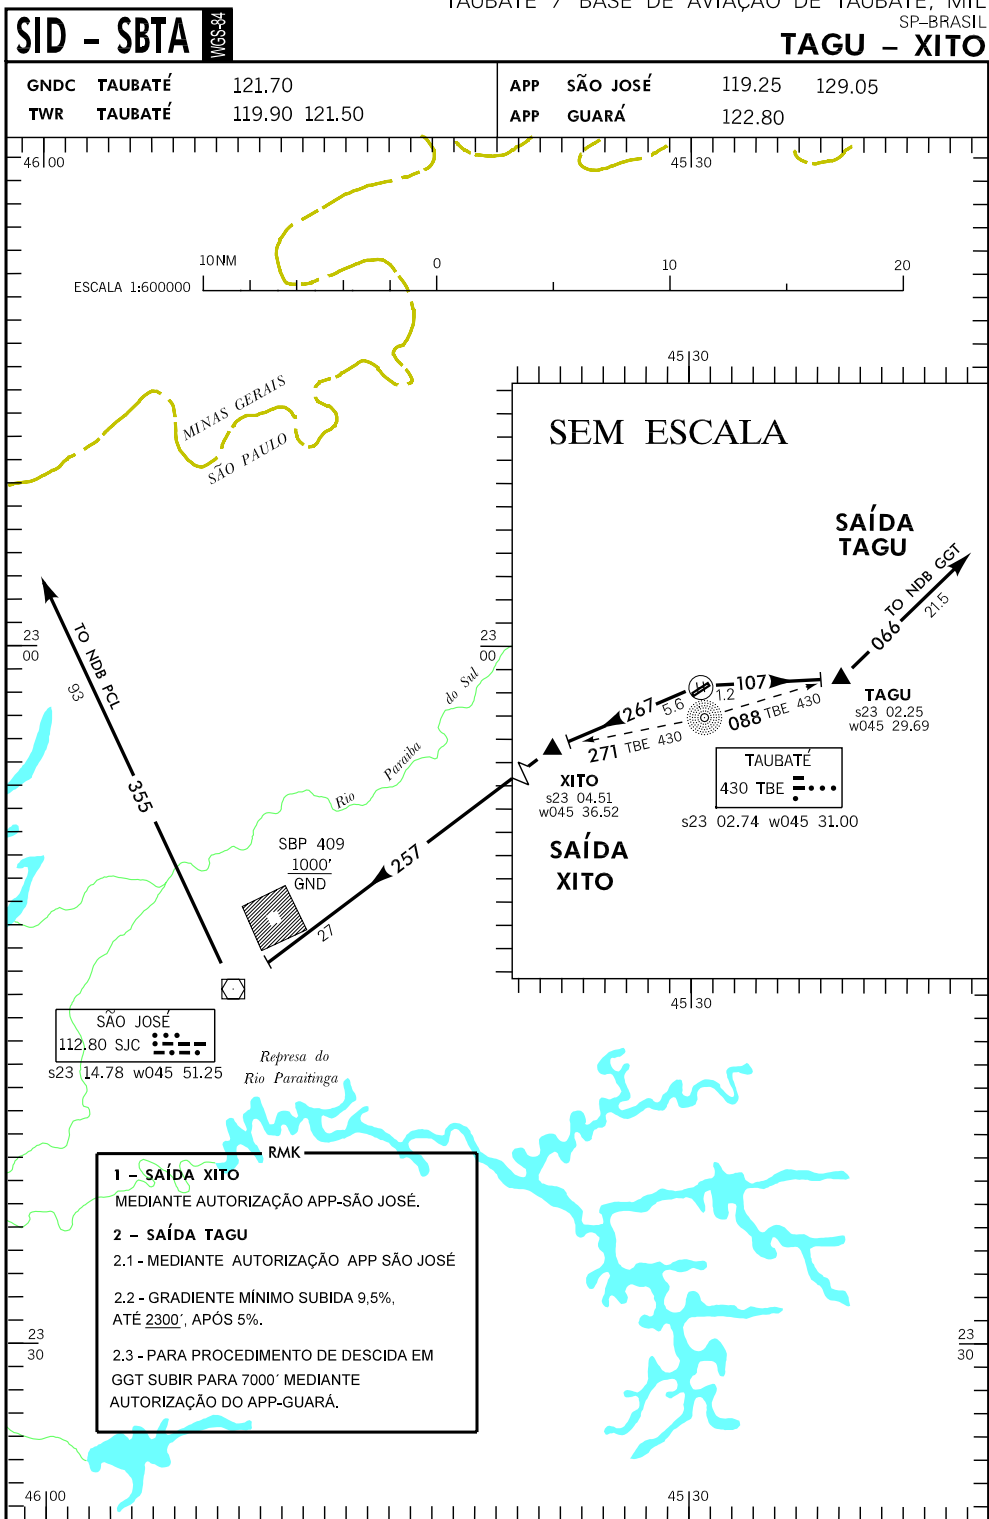 TAUBATÉ / BASE DE AVIAÇÃO DE TAUBATÉ, MIL
SP–BRASIL
SID – SBTA
WGS-84
TAGU – XITO
GNDC TAUBATÉ 121.70
TWR TAUBATÉ 119.90 121.50
APP SÃO JOSÉ 119.25 129.05
APP GUARÁ 122.80
46 00
45 30
10 NM 0 10 20
ESCALA 1:600000
45 30
MINAS GERAIS
SÃO PAULO
SEM ESCALA
SAÍDA
TAGU
TO NDB GGT
066
21.5
23
00
23
00
TO NDB PCL
93
355
Rio Paraiba do Sul
H
107
1.2
267
5.6
088 TBE 430
271 TBE 430
TAGU
s23 02.25
w045 29.69
XITO
s23 04.51
w045 36.52
TAUBATÉ
430 TBE
s23 02.74 w045 31.00
SAÍDA
XITO
SBP 409
1000'
GND
257
27
45 30
SÃO JOSÉ
112.80 SJC
s23 14.78 w045 51.25
Represa do
Rio Paraitinga
RMK
1 – SAÍDA XITO
MEDIANTE AUTORIZAÇÃO APP-SÃO JOSÉ.
2 – SAÍDA TAGU
2.1 - MEDIANTE AUTORIZAÇÃO APP SÃO JOSÉ
2.2 - GRADIENTE MÍNIMO SUBIDA 9,5%,
ATÉ 2300´, APÓS 5%.
2.3 - PARA PROCEDIMENTO DE DESCIDA EM
GGT SUBIR PARA 7000´ MEDIANTE
AUTORIZAÇÃO DO APP-GUARÁ.
23
30
23
30
46 00
45 30